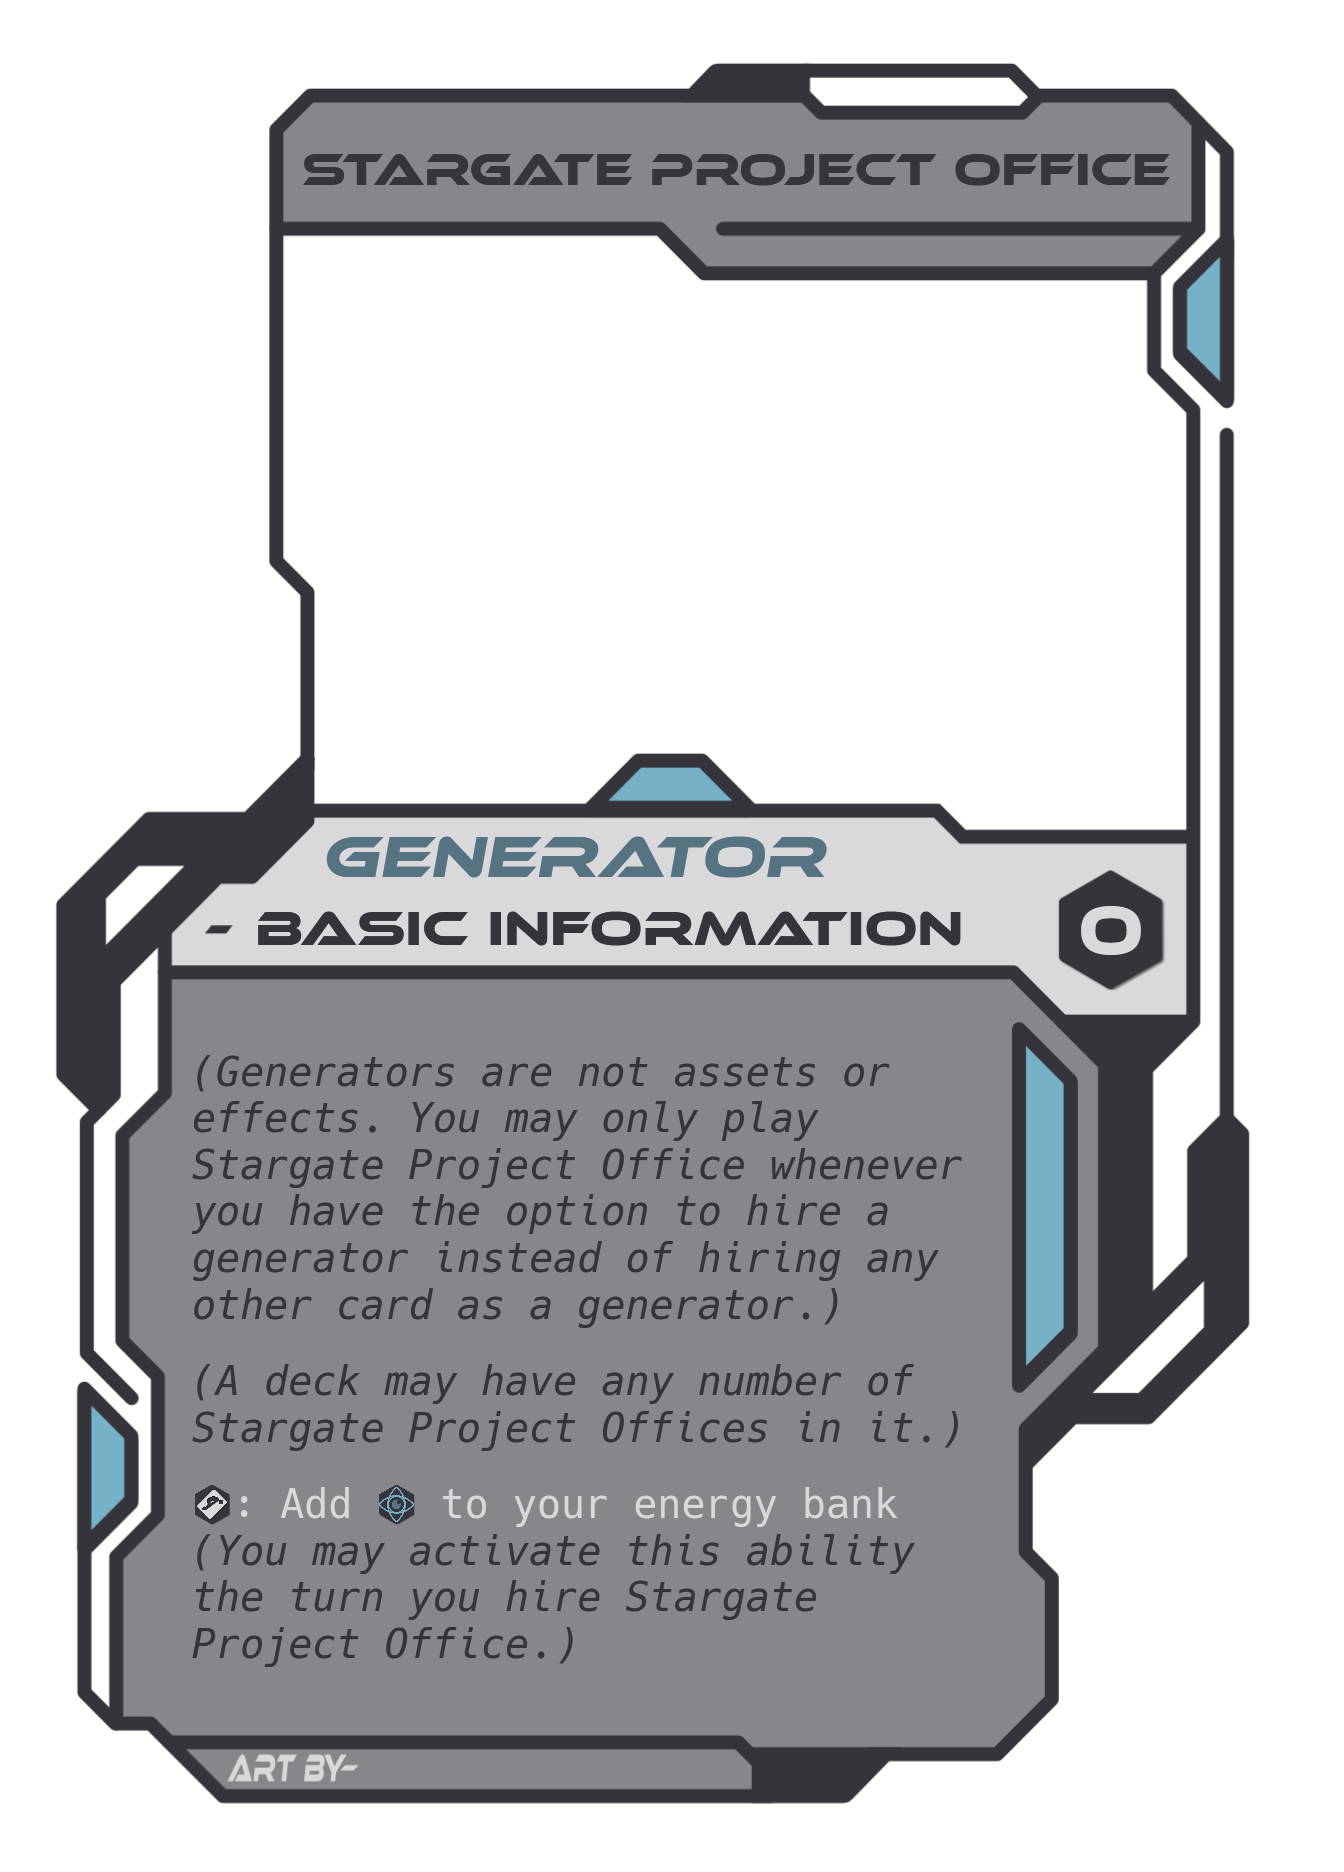 STARGATE PROJECT OFFICE
GENERATOR
- BASIC INFORMATION
0
(Generators are not assets or
effects. You may only play
Stargate Project Office whenever
you have the option to hire a
generator instead of hiring any
other card as a generator.)
(A deck may have any number of
Stargate Project Offices in it.)
: Add to your energy bank
(You may activate this ability
the turn you hire Stargate
Project Office.)
ART BY-